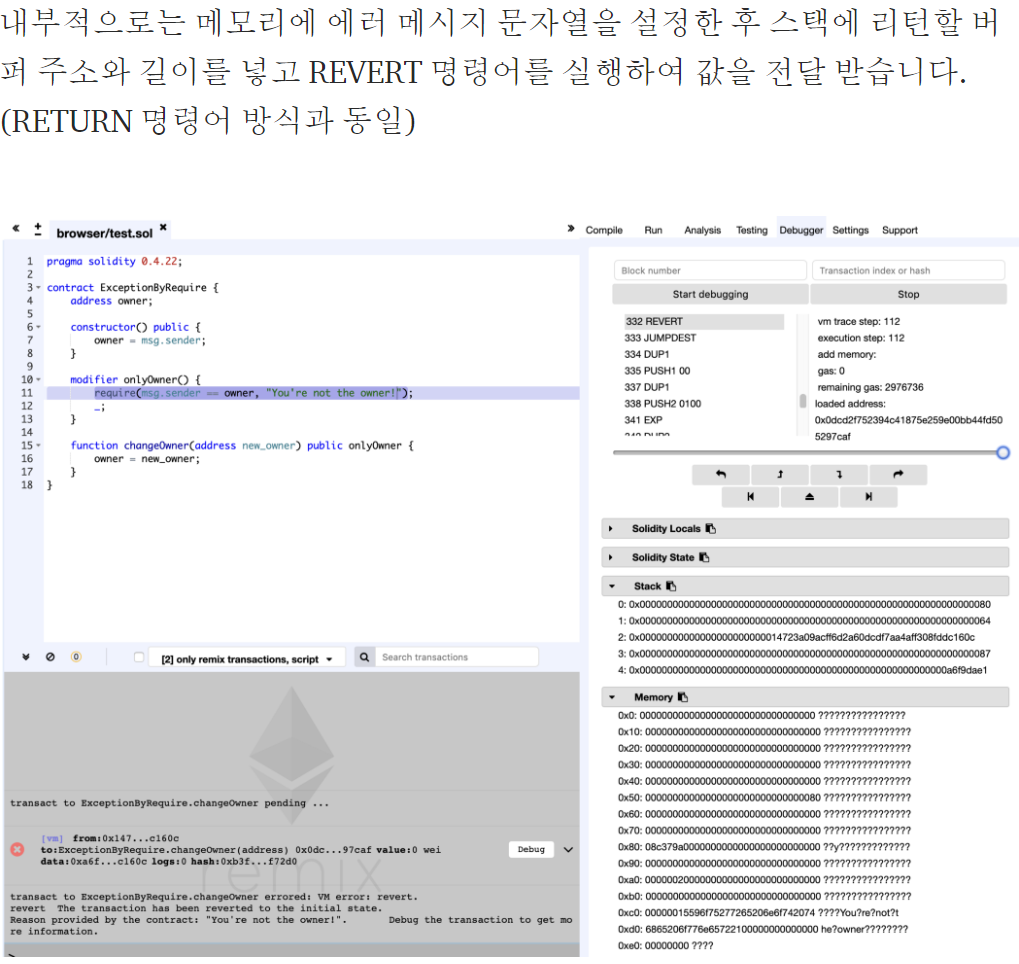 내부적으로는 메모리에 에러 메시지 문자열을 설정한 후 스택에 리턴할 버
퍼 주소와 길이를 넣고 REVERT 명령어를 실행하여 값을 전달 받습니다.
(RETURN 명령어 방식과 동일)
browser/test.sol
1 pragma solidity 0.4.22;
2
3 contract ExceptionByRequire {
4 address owner;
5
6 constructor() public {
7 owner = msg.sender;
8 }
9
10 modifier onlyOwner() {
11 require(msg.sender == owner, "You're not the owner!");
12 _;
13 }
14
15 function changeOwner(address new_owner) public onlyOwner {
16 owner = new_owner;
17 }
18 }
[2] only remix transactions, script
Search transactions
remix
transact to ExceptionByRequire.changeOwner pending ...
[vm] from:0x147...c160c
to:ExceptionByRequire.changeOwner(address) 0x0dc...97caf value:0 wei
data:0xa6f...c160c logs:0 hash:0xb3f...f72d0
Debug
transact to ExceptionByRequire.changeOwner errored: VM error: revert.
revert The transaction has been reverted to the initial state.
Reason provided by the contract: "You're not the owner!". Debug the transaction to get mo
re information.
>
Compile Run Analysis Testing Debugger Settings Support
Block number Transaction index or hash
Start debugging Stop
332 REVERT
333 JUMPDEST
334 DUP1
335 PUSH1 00
337 DUP1
338 PUSH2 0100
341 EXP
vm trace step: 112
execution step: 112
add memory:
gas: 0
remaining gas: 2976736
loaded address:
0x0dcd2f752394c41875e259e00bb44fd50
5297caf
Solidity Locals
Solidity State
Stack
0: 0x0000000000000000000000000000000000000000000000000000000000000080
1: 0x0000000000000000000000000000000000000000000000000000000000000064
2: 0x00000000000000000000000014723a09acff6d2a60dcdf7aa4aff308fddc160c
3: 0x0000000000000000000000000000000000000000000000000000000000000087
4: 0x00000000000000000000000000000000000000000000000000000000a6f9dae1
Memory
0x0: 00000000000000000000000000000000 ????????????????
0x10: 00000000000000000000000000000000 ????????????????
0x20: 00000000000000000000000000000000 ????????????????
0x30: 00000000000000000000000000000000 ????????????????
0x40: 00000000000000000000000000000000 ????????????????
0x50: 00000000000000000000000000000080 ????????????????
0x60: 00000000000000000000000000000000 ????????????????
0x70: 00000000000000000000000000000000 ????????????????
0x80: 08c379a0000000000000000000000000 ??y?????????????
0x90: 00000000000000000000000000000000 ????????????????
0xa0: 00000020000000000000000000000000 ????????????????
0xb0: 00000000000000000000000000000000 ????????????????
0xc0: 00000015596f75277265206e6f742074 ????You?re?not?t
0xd0: 6865206f776e65722100000000000000 he?owner????????
0xe0: 00000000 ????